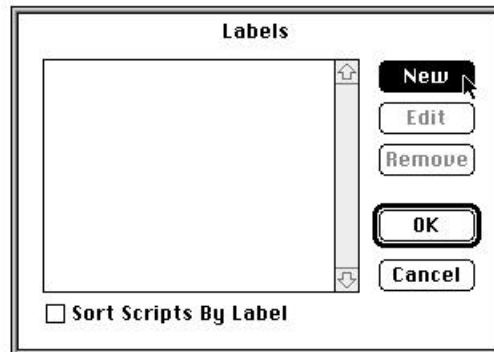 Labels
New
Edit
Remove
OK
Cancel
Sort Scripts By Label